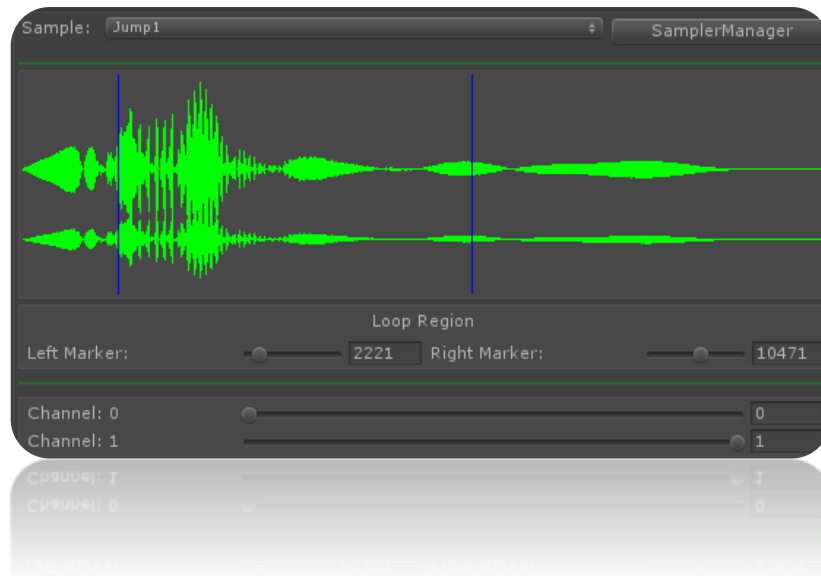 Sample: Jump1 SamplerManager
Loop Region
Left Marker: 2221 Right Marker: 10471
Channel: 0 0
Channel: 1 1